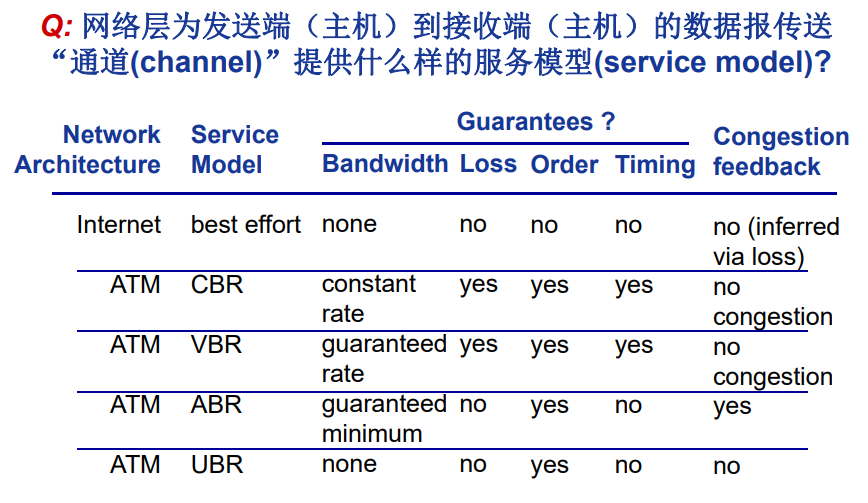 Q: 网络层为发送端（主机）到接收端（主机）的数据报传送
“通道(channel)”提供什么样的服务模型(service model)?
Guarantees ?
Network Service Congestion
Architecture Model Bandwidth Loss Order Timing feedback
Internet best effort none no no no no (inferred
via loss)
ATM CBR constant yes yes yes no
rate congestion
ATM VBR guaranteed yes yes yes no
rate congestion
ATM ABR guaranteed no yes no yes
minimum
ATM UBR none no yes no no